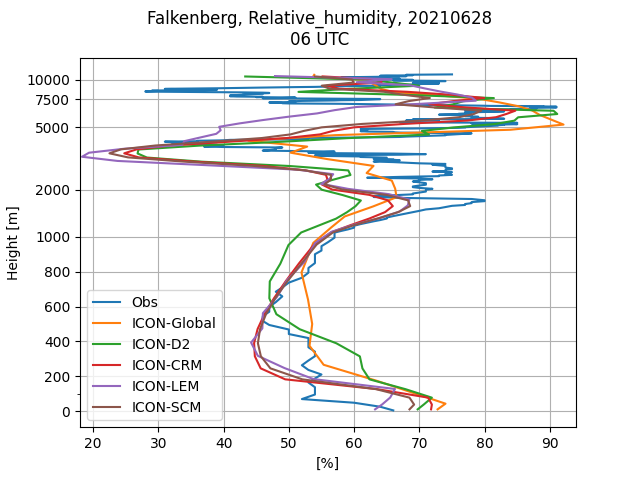 Falkenberg, Relative_humidity, 20210628
06 UTC
10000
7500
5000
2000
1000
800
600
400
200
0
Height [m]
Obs
ICON-Global
ICON-D2
ICON-CRM
ICON-LEM
ICON-SCM
20 30 40 50 60 70 80 90
[%]